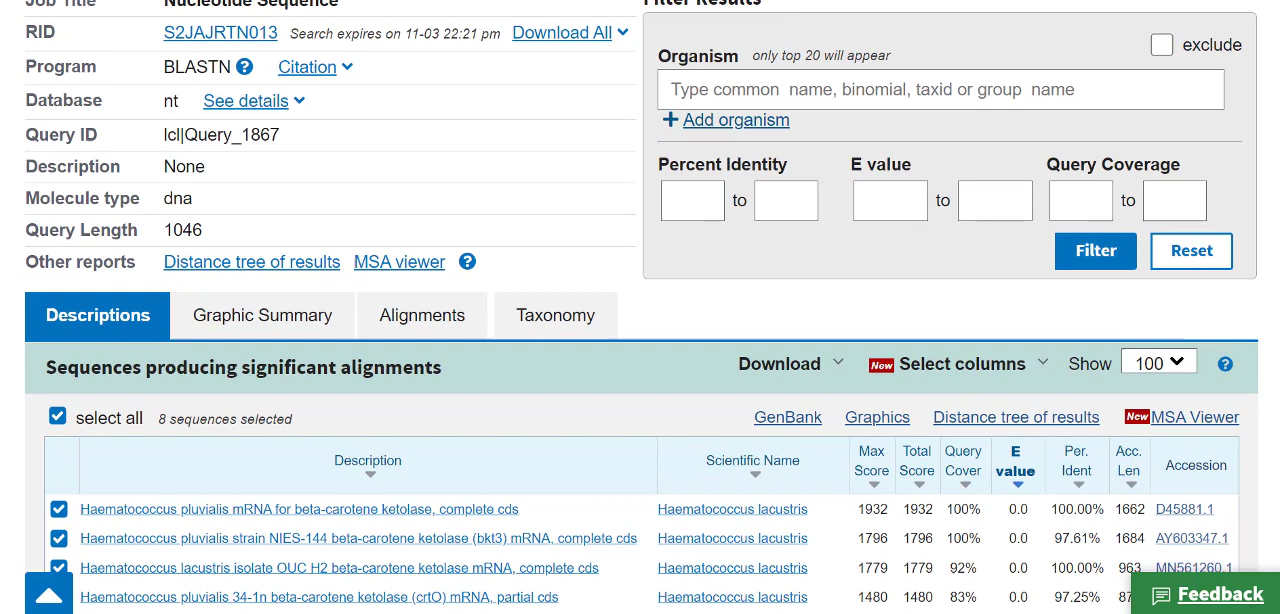 Job Title Nucleotide Sequence
Filter Results
RID S2JAJRTN013 Search expires on 11-03 22:21 pm Download All
Program BLASTN ? Citation
Database nt See details
Query ID lcl|Query_1867
Description None
Molecule type dna
Query Length 1046
Other reports Distance tree of results MSA viewer ?
Organism only top 20 will appear exclude
Type common name, binomial, taxid or group name
+ Add organism
Percent Identity E value Query Coverage
to to to
Filter Reset
Descriptions Graphic Summary Alignments Taxonomy
Sequences producing significant alignments Download New Select columns Show 100 ?
select all 8 sequences selected GenBank Graphics Distance tree of results New MSA Viewer
Description Scientific Name Max Score Total Score Query Cover E value Per. Ident Acc. Len Accession
Haematococcus pluvialis mRNA for beta-carotene ketolase, complete cds Haematococcus lacustris 1932 1932 100% 0.0 100.00% 1662 D45881.1
Haematococcus pluvialis strain NIES-144 beta-carotene ketolase (bkt3) mRNA, complete cds Haematococcus lacustris 1796 1796 100% 0.0 97.61% 1684 AY603347.1
Haematococcus lacustris isolate OUC H2 beta-carotene ketolase mRNA, complete cds Haematococcus lacustris 1779 1779 92% 0.0 100.00% 963 MN561260.1
Haematococcus pluvialis 34-1n beta-carotene ketolase (crtO) mRNA, partial cds Haematococcus lacustris 1480 1480 83% 0.0 97.25%
Feedback